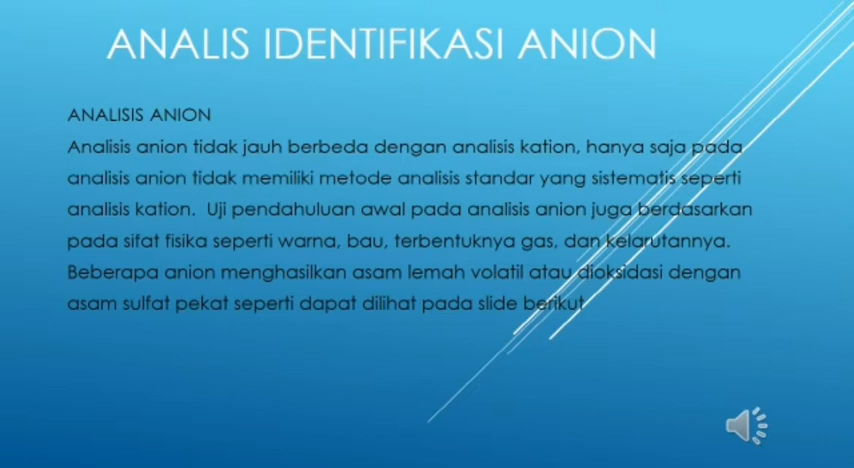 ANALIS IDENTIFIKASI ANION
ANALISIS ANION
Analisis anion tidak jauh berbeda dengan analisis kation, hanya saja pada
analisis anion tidak memiliki metode analisis standar yang sistematis seperti
analisis kation. Uji pendahuluan awal pada analisis anion juga berdasarkan
pada sifat fisika seperti warna, bau, terbentuknya gas, dan kelarutannya.
Beberapa anion menghasilkan asam lemah volatil atau dioksidasi dengan
asam sulfat pekat seperti dapat dilihat pada slide berikut